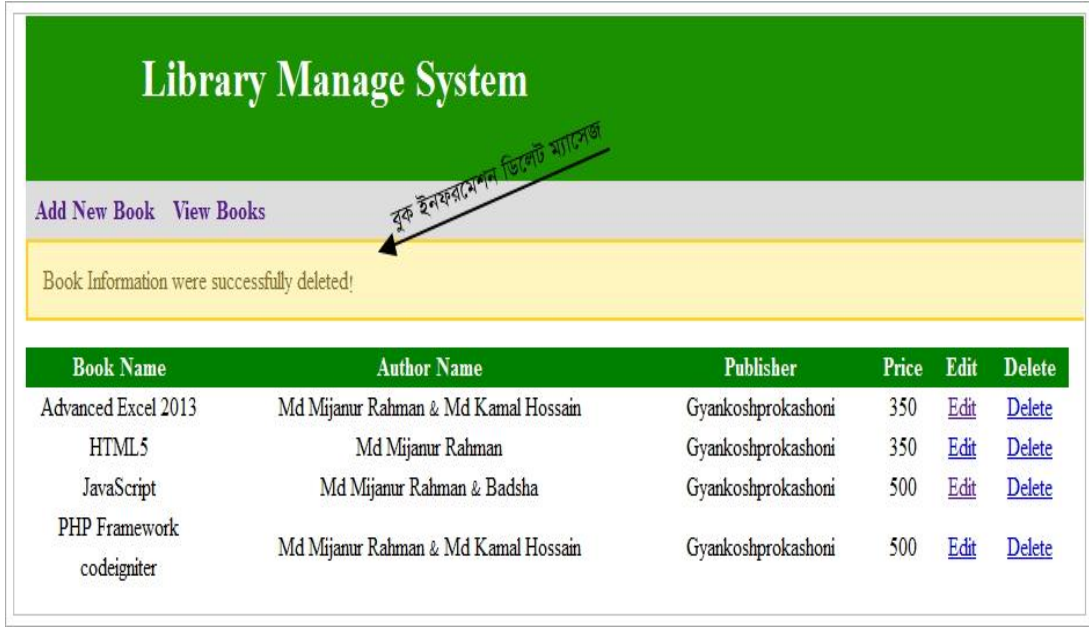 Library Manage System
বুক ইনফরমেশন ডিলেট ম্যাসেজ
Add New Book View Books
Book Information were successfully deleted!
Book Name Author Name Publisher Price Edit Delete
Advanced Excel 2013 Md Mijanur Rahman & Md Kamal Hossain Gyankoshprokashoni 350 Edit Delete
HTML5 Md Mijanur Rahman Gyankoshprokashoni 350 Edit Delete
JavaScript Md Mijanur Rahman & Badsha Gyankoshprokashoni 500 Edit Delete
PHP Framework
codeigniter Md Mijanur Rahman & Md Kamal Hossain Gyankoshprokashoni 500 Edit Delete